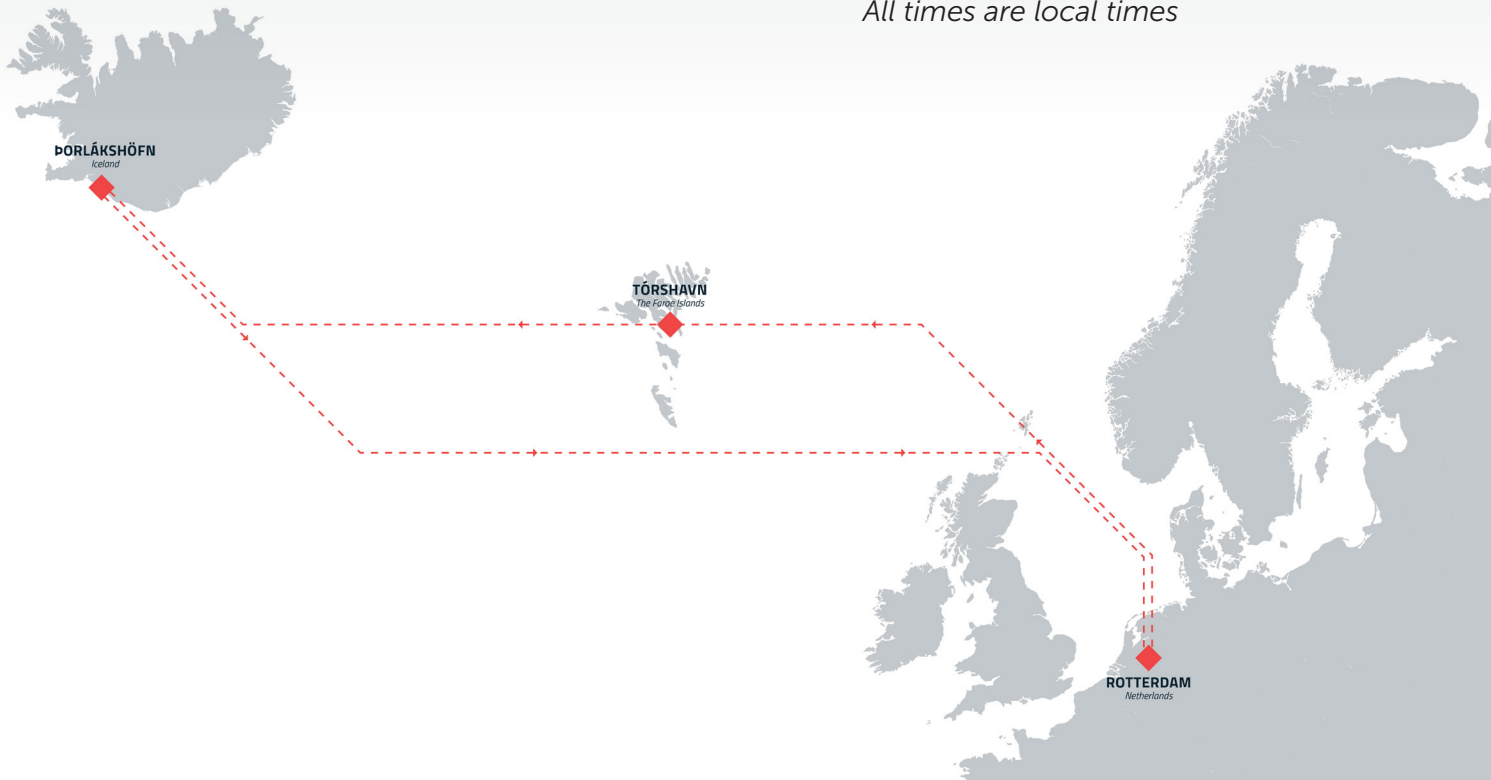 All times are local times
ÞORLÁKSHÖFN
Iceland
TÓRSHAVN
The Faroe Islands
ROTTERDAM
Netherlands